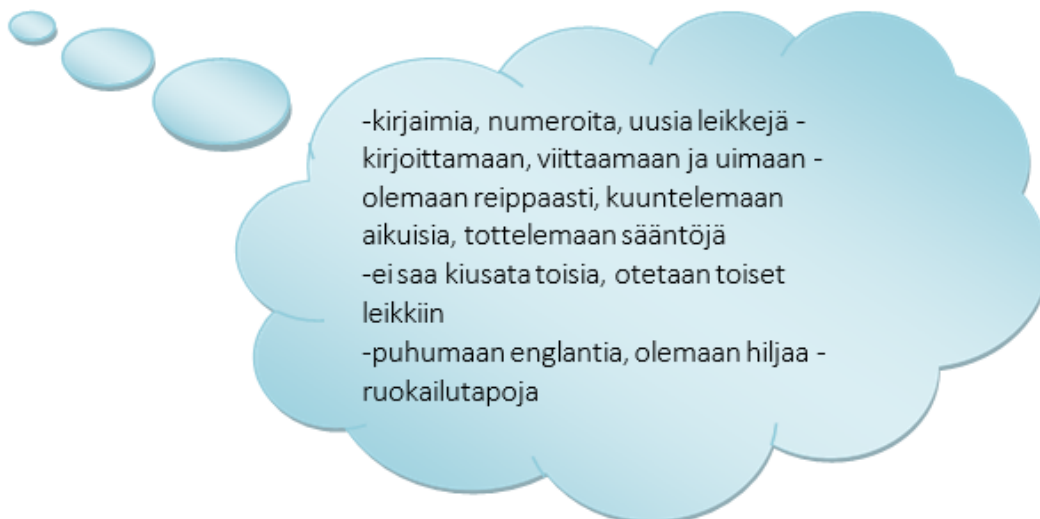 -kirjaimia, numeroita, uusia leikkejä -
kirjoittamaan, viittaamaan ja uimaan -
olemaan reippaasti, kuuntelemaan
aikuisia, tottelemaan sääntöjä
-ei saa kiusata toisia, otetaan toiset
leikkiin
-puhumaan englantia, olemaan hiljaa -
ruokailutapoja